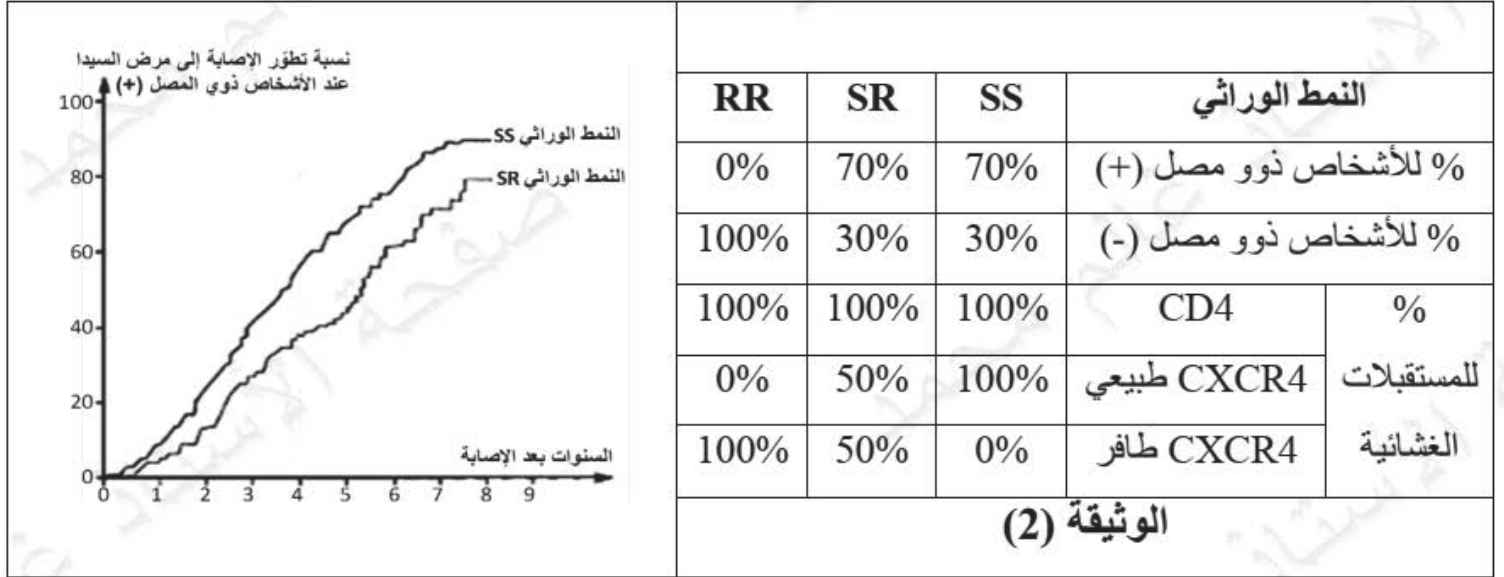 نسبة تطوّر الإصابة إلى مرض السيدا
عند الأشخاص ذوي المصل (+)
100
80
60
40
20
0
النمط الوراثي SS
النمط الوراثي SR
السنوات بعد الإصابة
0 1 2 3 4 5 6 7 8 9
النمط الوراثي SS SR RR
% للأشخاص ذوو مصل (+) 70% 70% 0%
% للأشخاص ذوو مصل (-) 30% 30% 100%
% للمستقبلات الغشائية
CD4 100% 100% 100%
CXCR4 طبيعي 100% 50% 0%
CXCR4 طافر 0% 50% 100%
الوثيقة (2)
صفحة الأستاذ